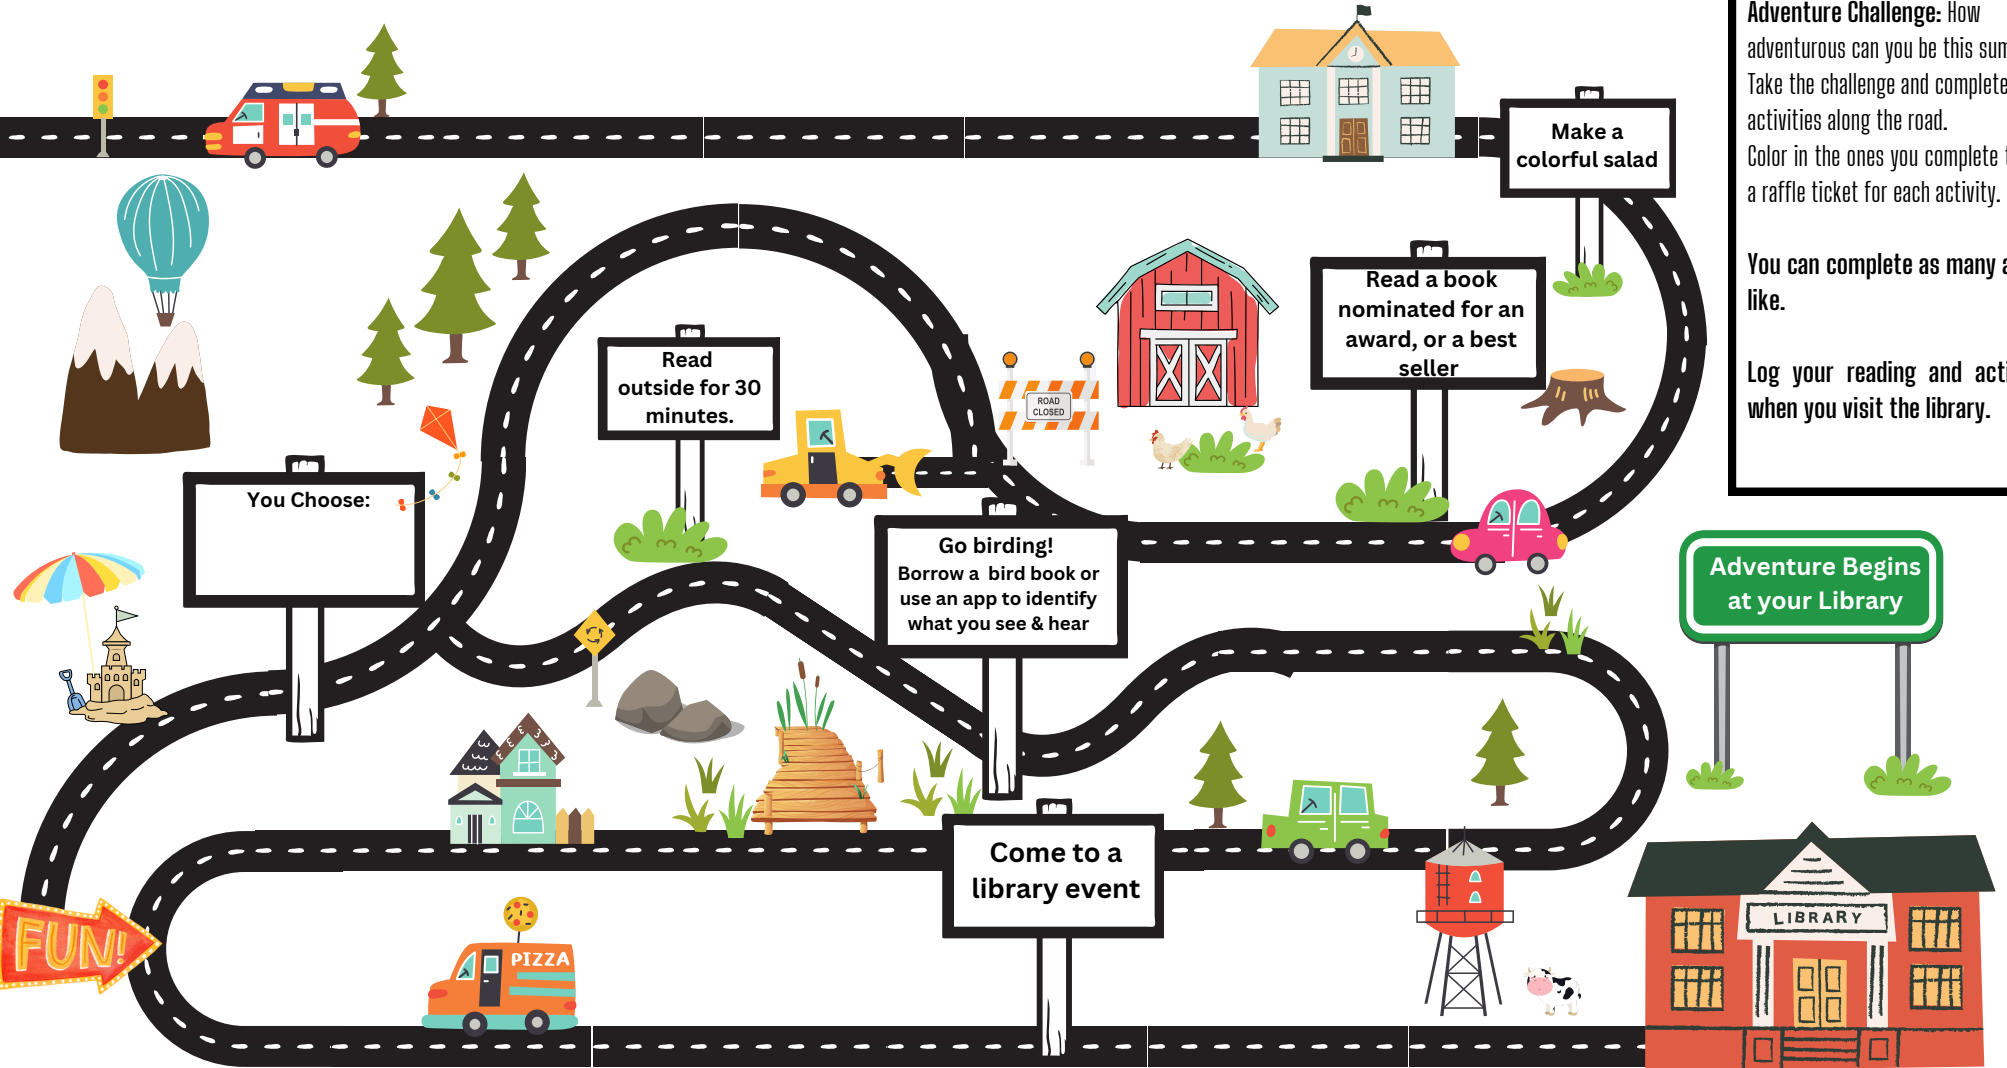 Adventure Challenge: How
adventurous can you be this sum
Take the challenge and complete
activities along the road.
Color in the ones you complete
a raffle ticket for each activity.
You can complete as many
like.
Log your reading and acti
when you visit the library.
Make a
colorful salad
Read a book
nominated for an
award, or a best
seller
Read
outside for 30
minutes.
ROAD
CLOSED
You Choose:
Go birding!
Borrow a bird book or
use an app to identify
what you see & hear
Adventure Begins
at your Library
Come to a
library event
FUN!
PIZZA
LIBRARY